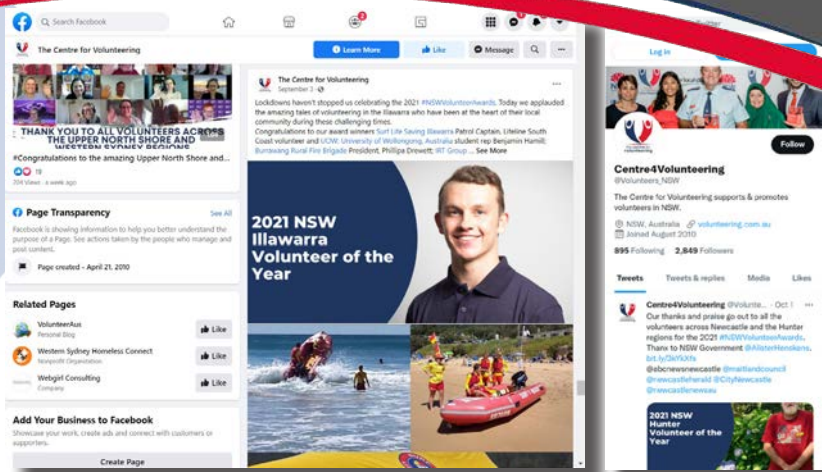 Search Facebook
2
The Centre for Volunteering
Learn More
Like
Message
THANK YOU TO ALL VOLUNTEERS ACROSS
THE UPPER NORTH SHORE AND
WESTERN SYDNEY REGIONS
#Congratulations to the amazing Upper North Shore and...
19
204 Views · a week ago
Page Transparency
See All
Facebook is showing information to help you better understand the
purpose of a Page. See actions taken by the people who manage and
post content.
Page created - April 21, 2010
Related Pages
VolunteerAus
Personal Blog
Like
Western Sydney Homeless Connect
Nonprofit Organization
Like
Webgirl Consulting
Company
Like
Add Your Business to Facebook
Showcase your work, create ads and connect with customers or
supporters.
Create Page
The Centre for Volunteering
September 3 ·
Lockdowns haven't stopped us celebrating the 2021 #NSWVolunteerAwards. Today we applauded
the amazing tales of volunteering in the Illawarra who have been at the heart of their local
community during these challenging times.
Congratulations to our award winners Surf Life Saving Illawarra Patrol Captain, Lifeline South
Coast volunteer and UOW: University of Wollongong, Australia student rep Benjamin Hamill;
Burrawang Rural Fire Brigade President, Phillipa Drewett; IRT Group ... See More
2021 NSW
Illawarra
Volunteer of the
Year
Log in
Follow
Centre4Volunteering
@Volunteers_NSW
The Centre for Volunteering supports & promotes
volunteers in NSW.
NSW, Australia volunteering.com.au
Joined August 2010
895 Following 2,849 Followers
Tweets Tweets & replies Media Likes
Centre4Volunteering @Volunte... · Oct 1
Our thanks and praise go out to all the
volunteers across Newcastle and the Hunter
regions for the 2021 #NSWVolunteerAwards.
Thanx to NSW Government @AlisterHenskens.
@abcnewsnewcastle @maitlandcouncil
@newcastleherald @CityNewcastle
@newcastlenewsau
2021 NSW
Hunter
Volunteer of the
Year